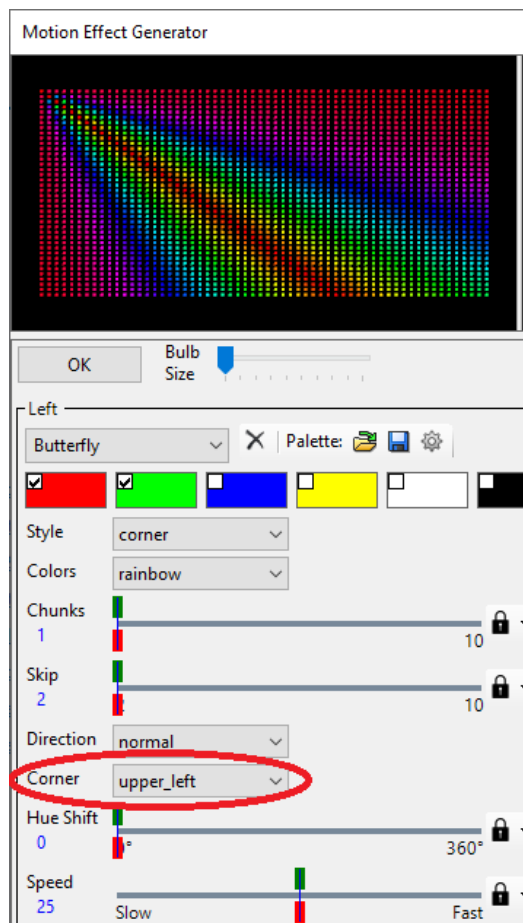 Motion Effect Generator
OK
Bulb
Size
Left
Butterfly
Palette:
Style
corner
Colors
rainbow
Chunks
1
10
Skip
2
10
Direction
normal
Corner
upper_left
Hue Shift
0
360°
Speed
25
Slow
Fast